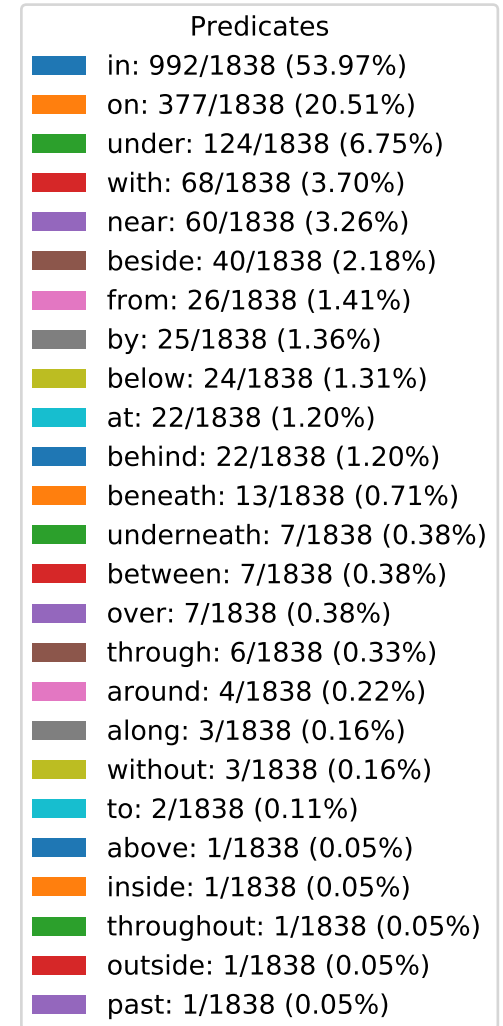 Predicates
in: 992/1838 (53.97%)
on: 377/1838 (20.51%)
under: 124/1838 (6.75%)
with: 68/1838 (3.70%)
near: 60/1838 (3.26%)
beside: 40/1838 (2.18%)
from: 26/1838 (1.41%)
by: 25/1838 (1.36%)
below: 24/1838 (1.31%)
at: 22/1838 (1.20%)
behind: 22/1838 (1.20%)
beneath: 13/1838 (0.71%)
underneath: 7/1838 (0.38%)
between: 7/1838 (0.38%)
over: 7/1838 (0.38%)
through: 6/1838 (0.33%)
around: 4/1838 (0.22%)
along: 3/1838 (0.16%)
without: 3/1838 (0.16%)
to: 2/1838 (0.11%)
above: 1/1838 (0.05%)
inside: 1/1838 (0.05%)
throughout: 1/1838 (0.05%)
outside: 1/1838 (0.05%)
past: 1/1838 (0.05%)